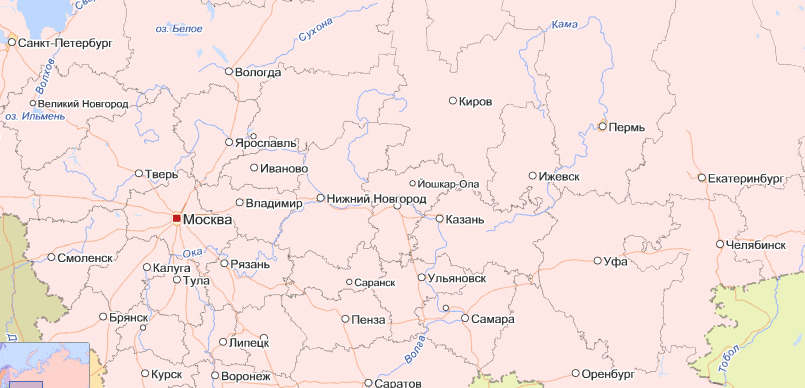 Сухона
Кама
оз. Белое
Санкт-Петербург
Волхов
Вологда
Великий Новгород
Киров
оз. Ильмень
Пермь
Ярославль
Тверь
Иваново
Йошкар-Ола
Ижевск
Екатеринбург
Владимир
Нижний Новгород
Москва
Казань
Челябинск
Ока
Смоленск
Калуга
Рязань
Уфа
Тула
Саранск
Ульяновск
Брянск
Пенза
Самара
Липецк
Волга
Тобол
Курск
Воронеж
Саратов
Оренбург